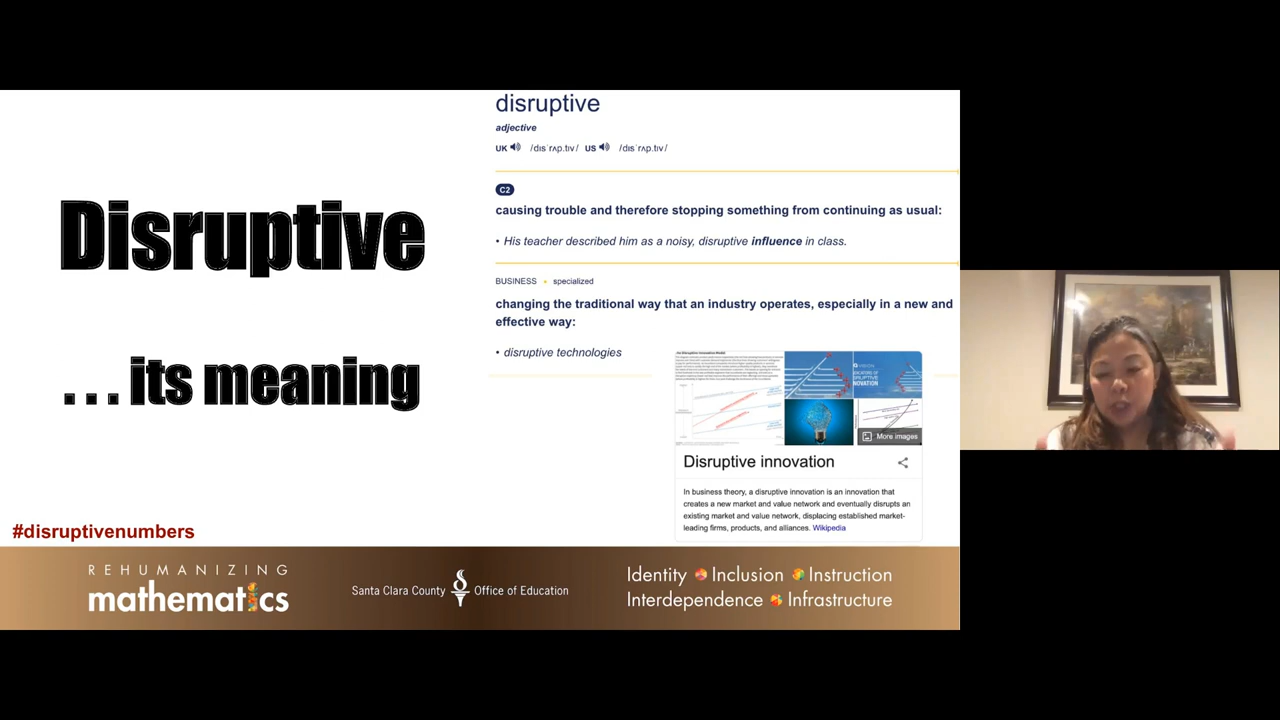 Disruptive
. . . its meaning
#disruptivenumbers
disruptive
adjective
UK /dɪsˈrʌp.tɪv/ US /dɪsˈrʌp.tɪv/
C2
causing trouble and therefore stopping something from continuing as usual:
• His teacher described him as a noisy, disruptive influence in class.
BUSINESS • specialized
changing the traditional way that an industry operates, especially in a new and
effective way:
• disruptive technologies
More images
Disruptive innovation
In business theory, a disruptive innovation is an innovation that
creates a new market and value network and eventually disrupts an
existing market and value network, displacing established market-
leading firms, products, and alliances. Wikipedia
REHUMANIZING
mathematics
Santa Clara County Office of Education
Identity Inclusion Instruction
Interdependence Infrastructure